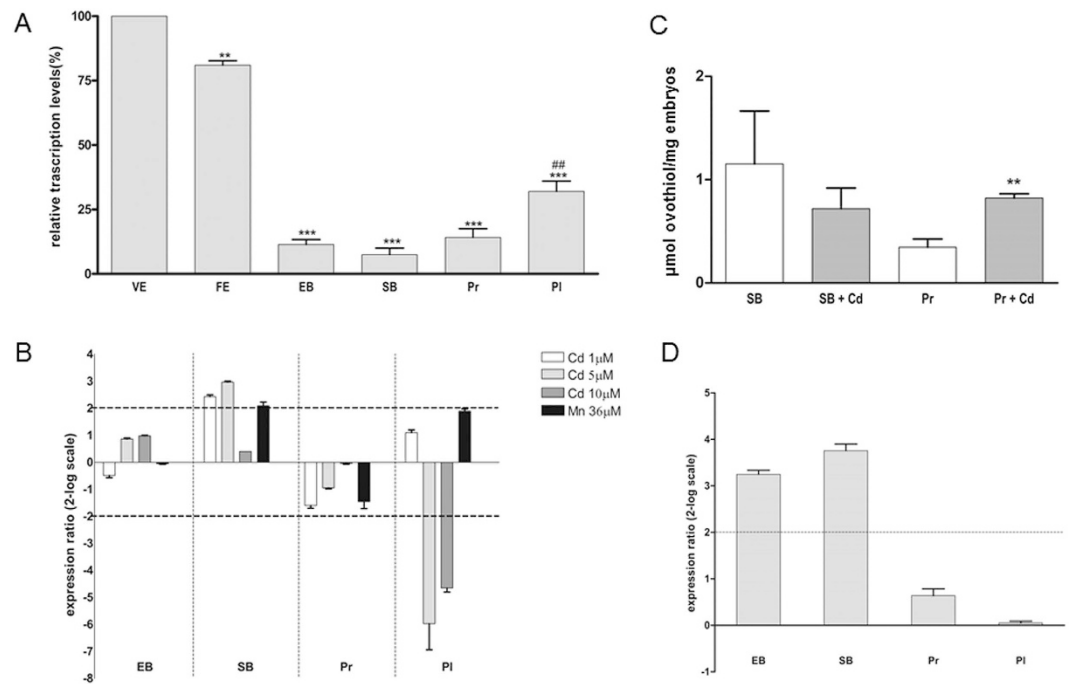 A
relative trascription levels(%)
100
75
50
25
0
**
***
***
***
##
***
VE FE EB SB Pr Pl
C
µmol ovothiol/mg embryos
2
1
0
**
SB SB + Cd Pr Pr + Cd
B
expression ratio (2-log scale)
4
3
2
1
0
-1
-2
-3
-4
-5
-6
-7
-8
EB SB Pr Pl
Cd 1µM
Cd 5µM
Cd 10µM
Mn 36µM
D
expression ratio (2-log scale)
5
4
3
2
1
0
-1
EB SB Pr Pl